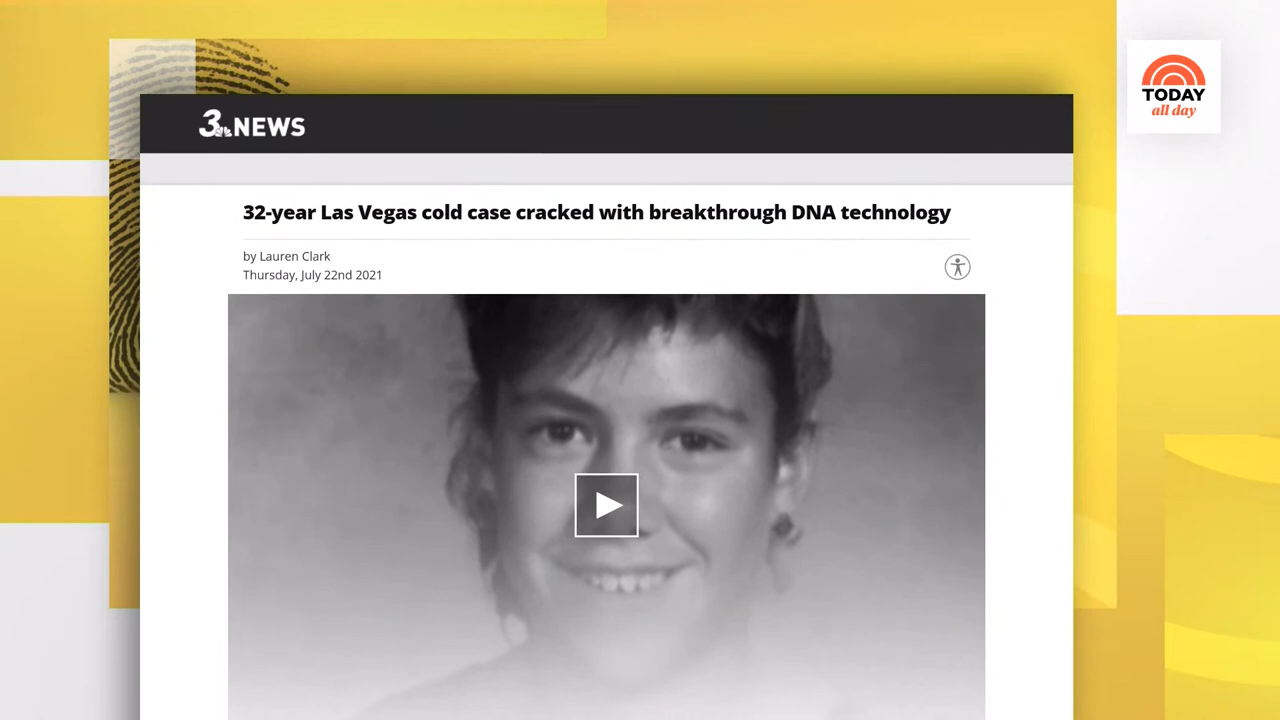 TODAY
all day
3 NEWS
32-year Las Vegas cold case cracked with breakthrough DNA technology
by Lauren Clark
Thursday, July 22nd 2021